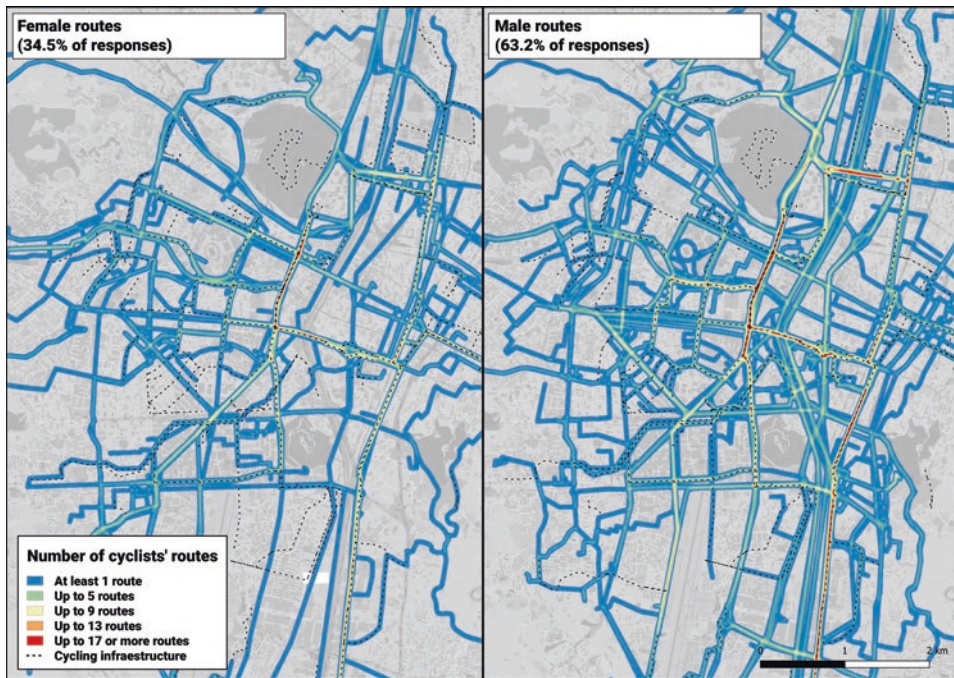 Female routes
(34.5% of responses)
Male routes
(63.2% of responses)
Number of cyclists' routes
At least 1 route
Up to 5 routes
Up to 9 routes
Up to 13 routes
Up to 17 or more routes
Cycling infraestructure
0 1 2 km